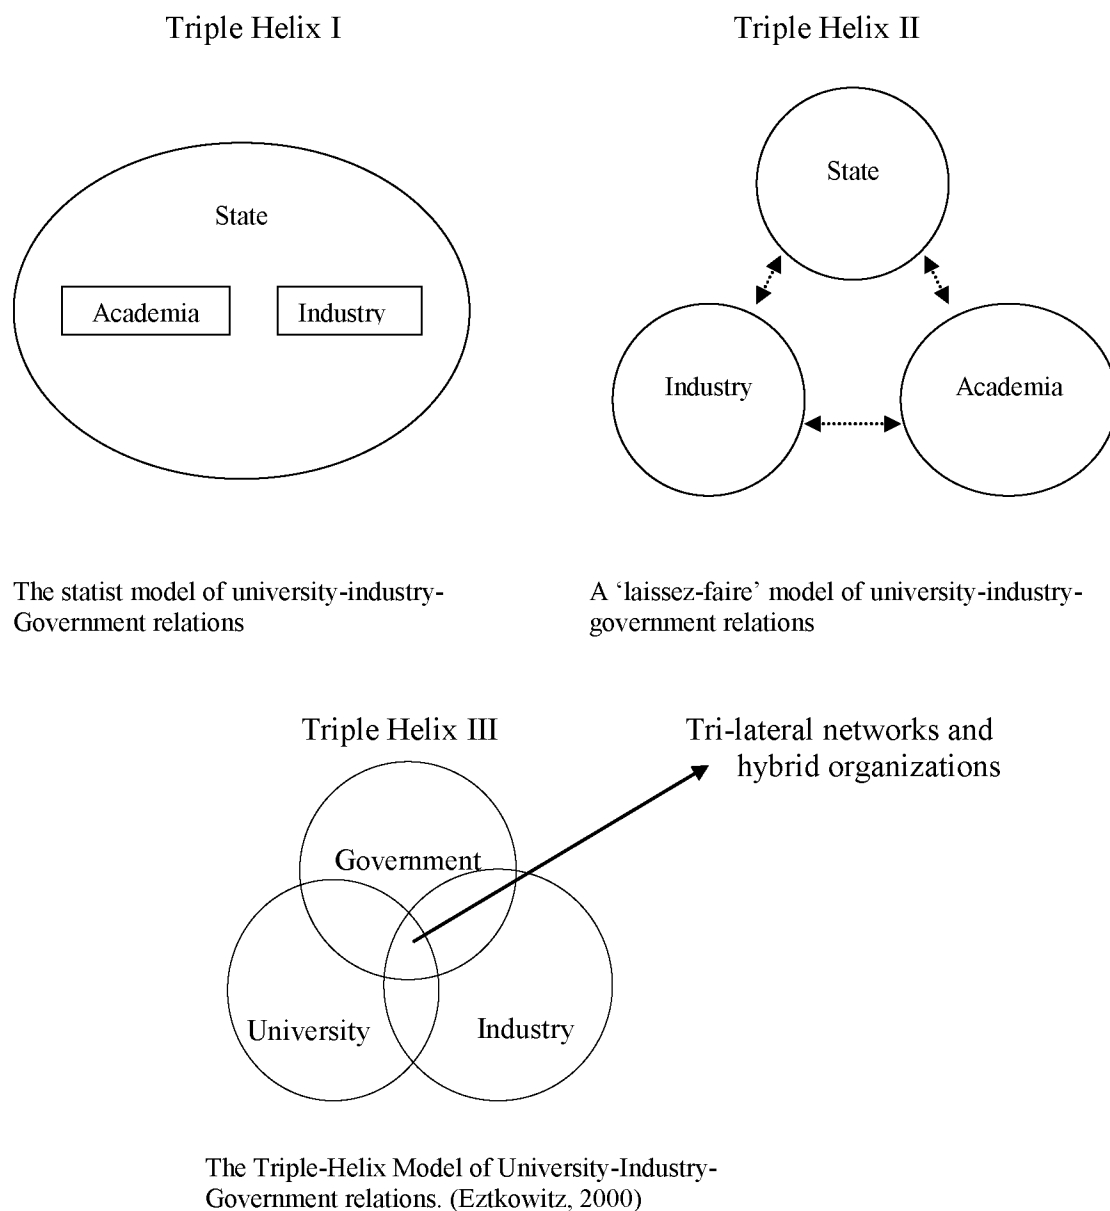 Triple Helix I
Triple Helix II
State
Academia
Industry
State
Industry
Academia
The statist model of university-industry-
Government relations
A ‘laissez-faire’ model of university-industry-
government relations
Triple Helix III
Tri-lateral networks and
hybrid organizations
Government
University
Industry
The Triple-Helix Model of University-Industry-
Government relations. (Eztkowitz, 2000)